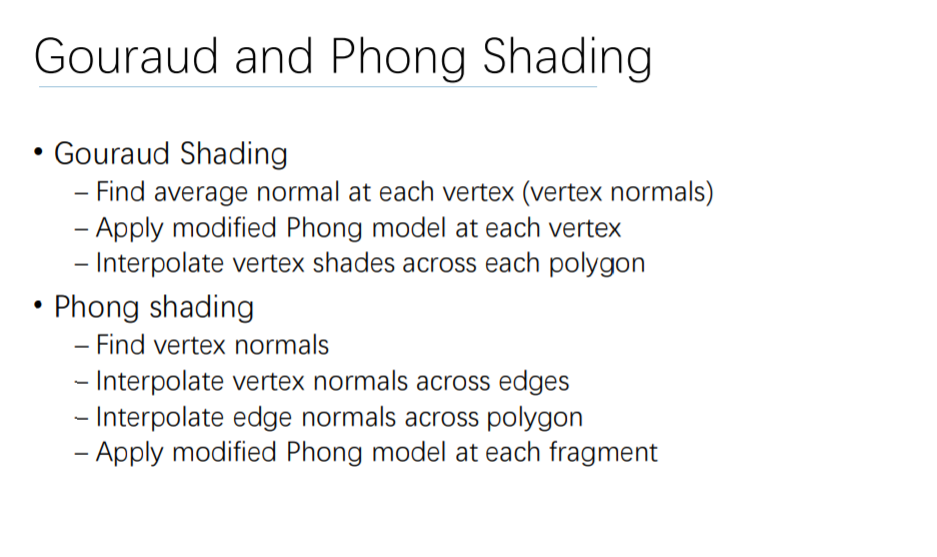 Gouraud and Phong Shading
• Gouraud Shading
– Find average normal at each vertex (vertex normals)
– Apply modified Phong model at each vertex
– Interpolate vertex shades across each polygon
• Phong shading
– Find vertex normals
– Interpolate vertex normals across edges
– Interpolate edge normals across polygon
– Apply modified Phong model at each fragment